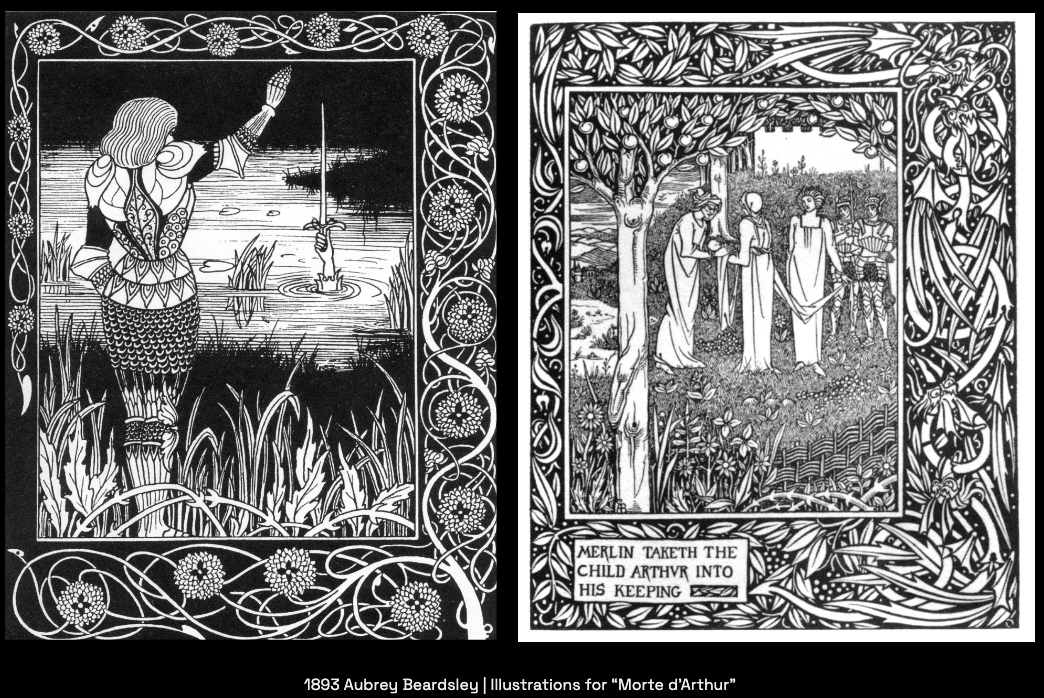 MERLIN TAKETH THE
CHILD ARTHVR INTO
HIS KEEPING
1893 Aubrey Beardsley | Illustrations for “Morte d’Arthur”